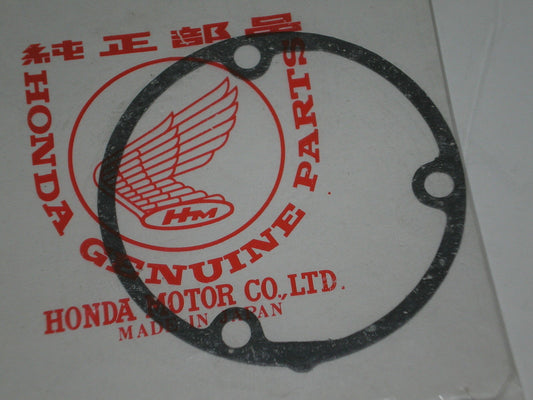 純正部品
HONDA GENUINE PARTS
HM
HONDA MOTOR CO., LTD.
MADE IN JAPAN